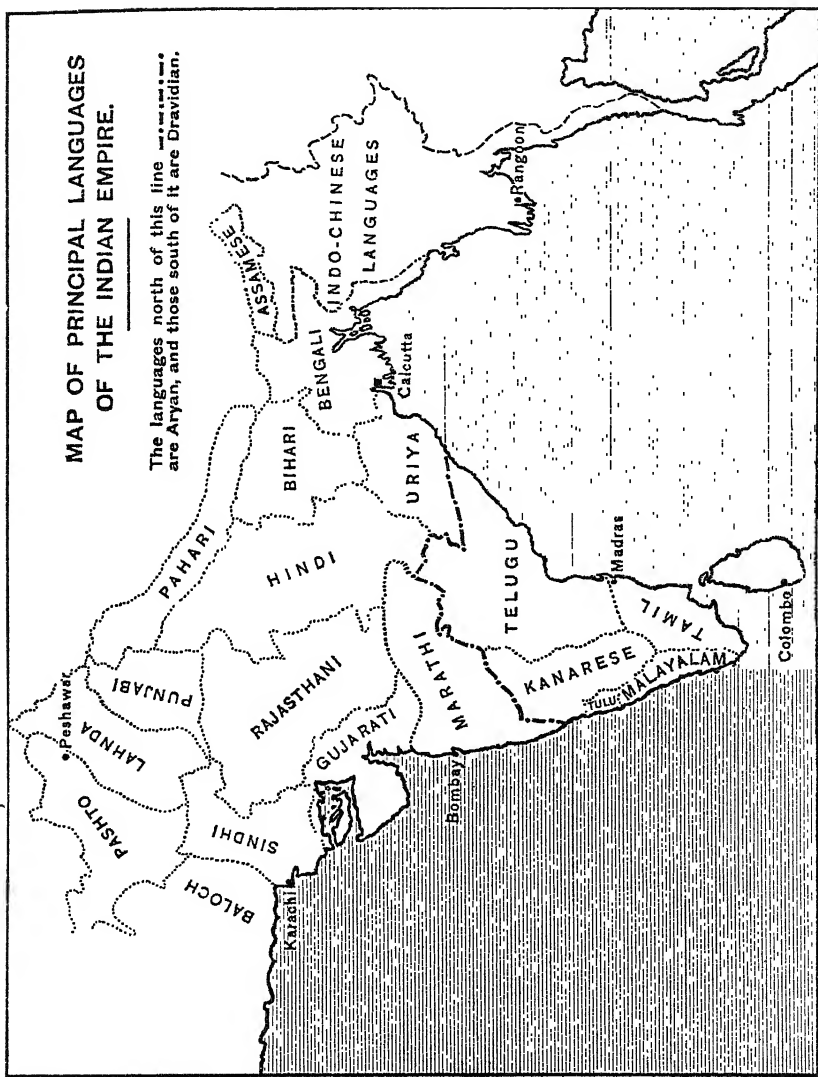 MAP OF PRINCIPAL LANGUAGES
OF THE INDIAN EMPIRE.
The languages north of this line
are Aryan, and those south of it are Dravidian.
Peshawar
PASHTO
LAHNDA
PUNJABI
PAHARI
BALOCH
SINDHI
RAJASTHANI
HINDI
BIHARI
ASSAMESE
BENGALI
INDO-CHINESE
LANGUAGES
Karachi
GUJARATI
Calcutta
URIYA
MARATHI
Bombay
Rangoon
TELUGU
KANARESE
TULU
MALAYALAM
TAMIL
Madras
Colombo